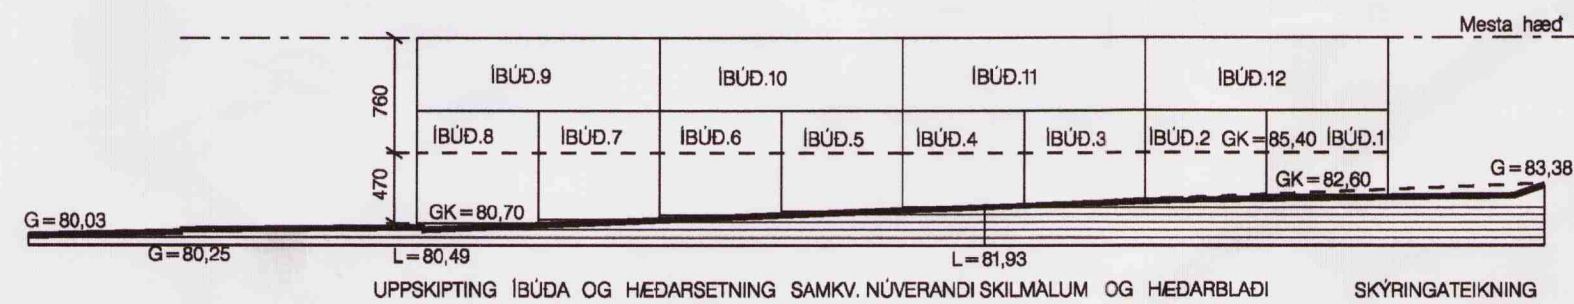 Mesta hæð
ÍBÚÐ.9 ÍBÚÐ.10 ÍBÚÐ.11 ÍBÚÐ.12
760
ÍBÚÐ.8 ÍBÚÐ.7 ÍBÚÐ.6 ÍBÚÐ.5 ÍBÚÐ.4 ÍBÚÐ.3 ÍBÚÐ.2 GK=85,40 ÍBÚÐ.1
470
G=83,38
GK=82,60
G=80,03
GK=80,70
G=80,25 L=80,49 L=81,93
UPPSKIPTING ÍBÚÐA OG HÆÐARSETNING SAMKV. NÚVERANDI SKILMÁLUM OG HÆÐARBLAÐI SKÝRINGATEIKNING